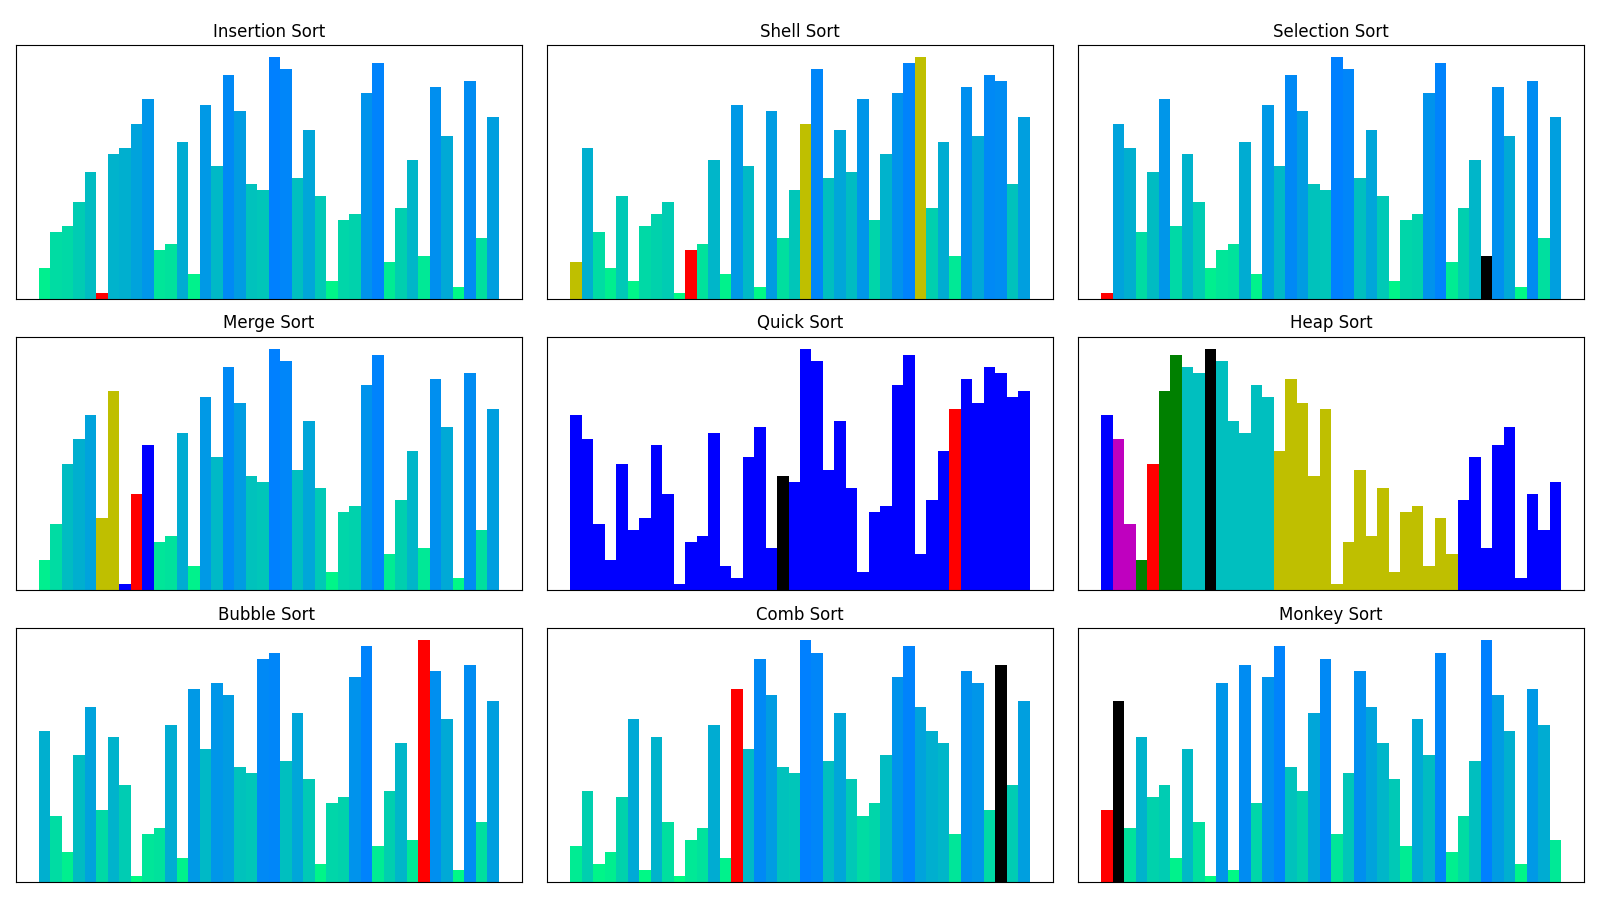 Insertion Sort
Shell Sort
Selection Sort
Merge Sort
Quick Sort
Heap Sort
Bubble Sort
Comb Sort
Monkey Sort